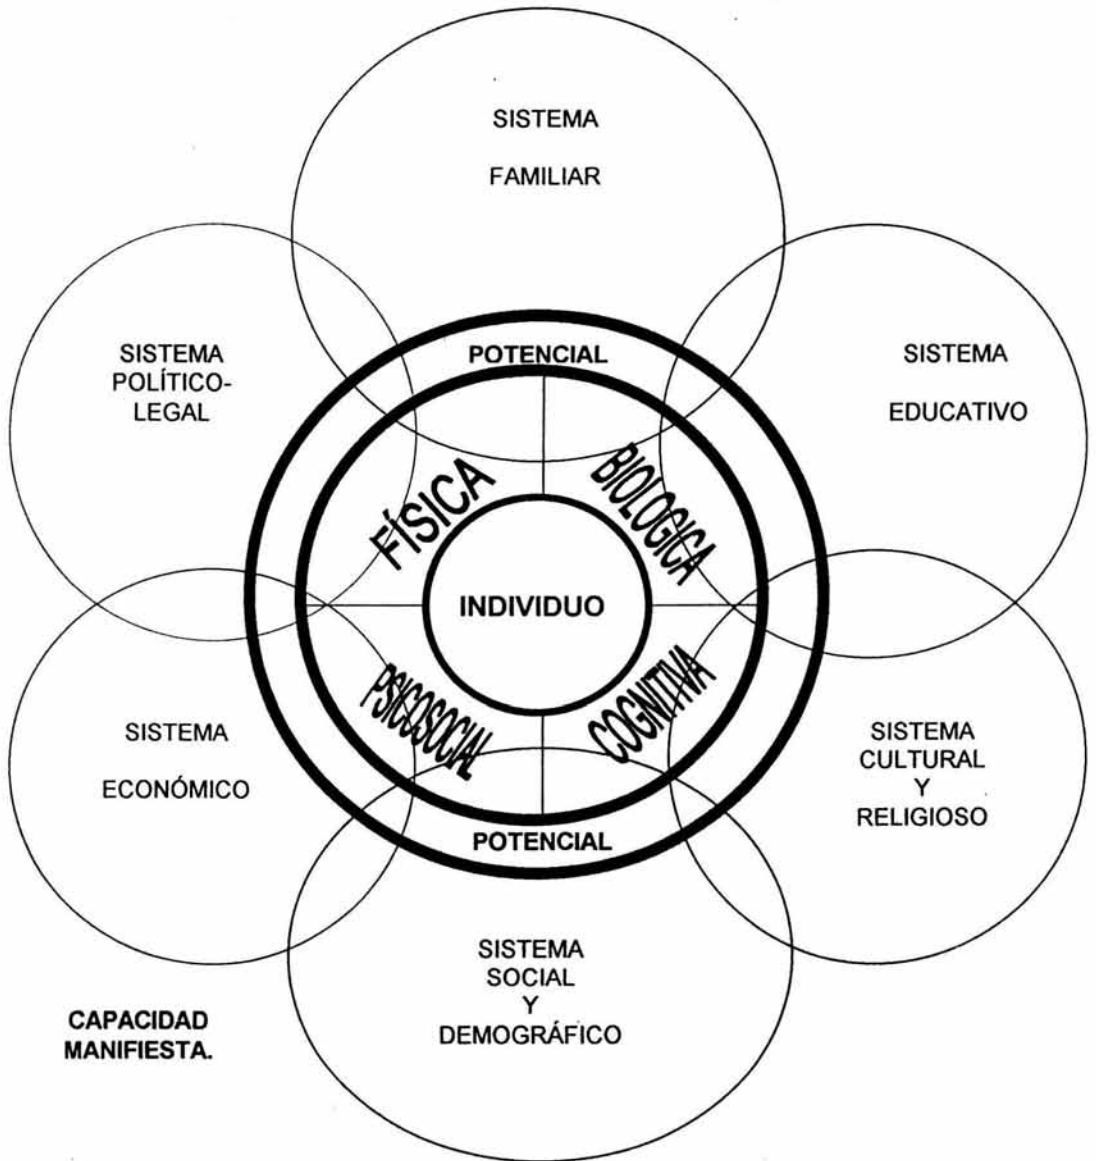 SISTEMA
FAMILIAR
SISTEMA
POLÍTICO-
LEGAL
POTENCIAL
SISTEMA
EDUCATIVO
FÍSICA
BIOLOGICA
INDIVIDUO
PSICOSOCIAL
COGNITIVA
SISTEMA
ECONÓMICO
SISTEMA
CULTURAL
Y
RELIGIOSO
POTENCIAL
SISTEMA
SOCIAL
Y
DEMOGRÁFICO
CAPACIDAD
MANIFIESTA.